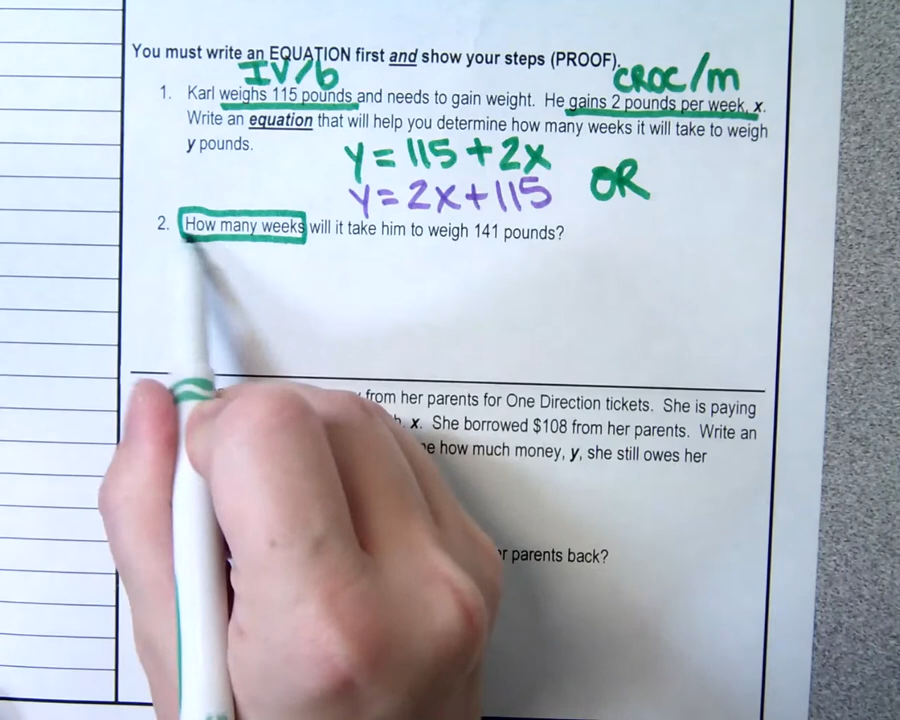 You must write an EQUATION first and show your steps (PROOF).
IV/b CROC/m
1. Karl weighs 115 pounds and needs to gain weight. He gains 2 pounds per week, x.
Write an equation that will help you determine how many weeks it will take to weigh
y pounds.
y = 115 + 2x
OR
y = 2x + 115
2. How many weeks will it take him to weigh 141 pounds?
from her parents for One Direction tickets. She is paying
x. She borrowed $108 from her parents. Write an
how much money, y, she still owes her
parents back?